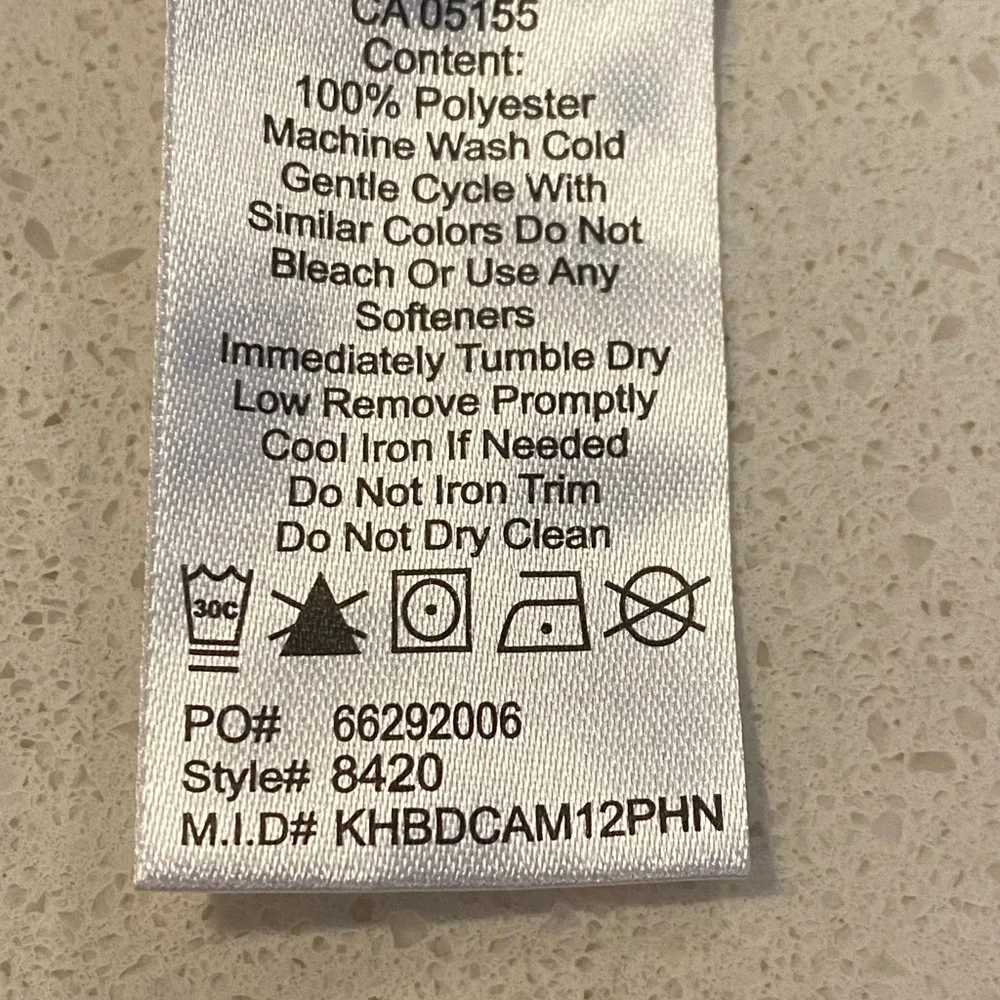 CA 05155
Content:
100% Polyester
Machine Wash Cold
Gentle Cycle With
Similar Colors Do Not
Bleach Or Use Any
Softeners
Immediately Tumble Dry
Low Remove Promptly
Cool Iron If Needed
Do Not Iron Trim
Do Not Dry Clean
30C
PO# 66292006
Style# 8420
M.I.D# KHBDCAM12PHN